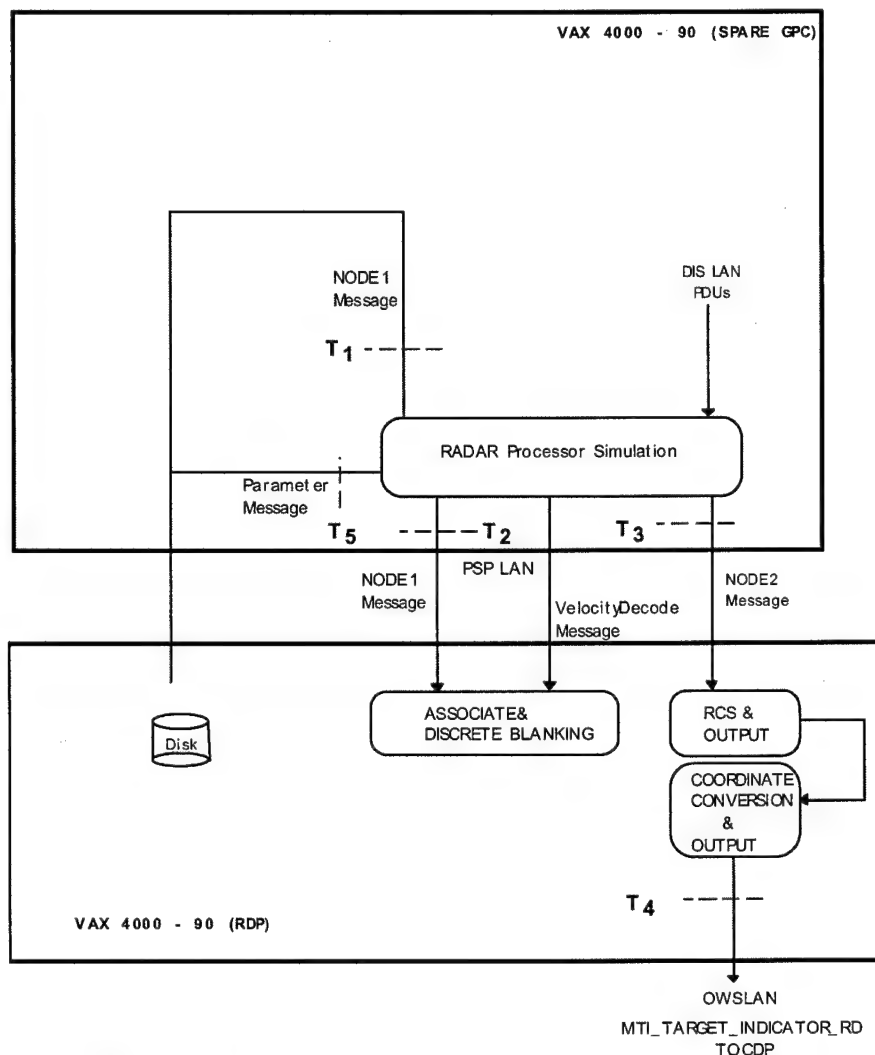 VAX 4000 - 90 (SPARE GPC)
NODE1
Message
DIS LAN
PDUs
T1
RADAR Processor Simulation
Parameter
Message
T5
T2
T3
PSP LAN
NODE1
Message
VelocityDecode
Message
NODE2
Message
ASSOCIATE&
DISCRETE BLANKING
RCS &
OUTPUT
Disk
COORDINATE
CONVERSION
&
OUTPUT
T4
VAX 4000 - 90 (RDP)
OWSLAN
MTI_TARGET_INDICATOR_RD
TOCDP